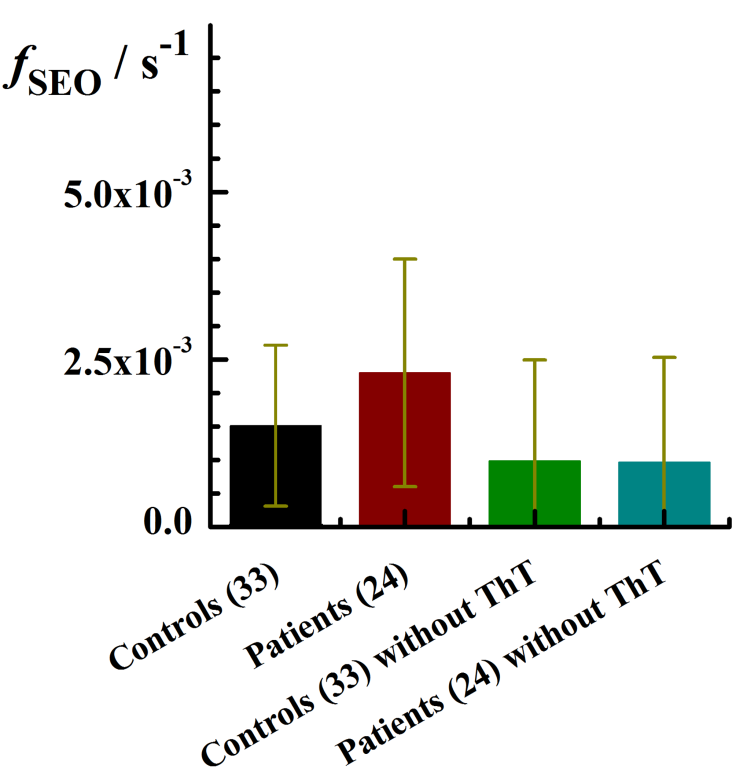 f_SEO / s^-1
5.0x10^-3
2.5x10^-3
0.0
Controls (33)
Patients (24)
Controls (33) without ThT
Patients (24) without ThT